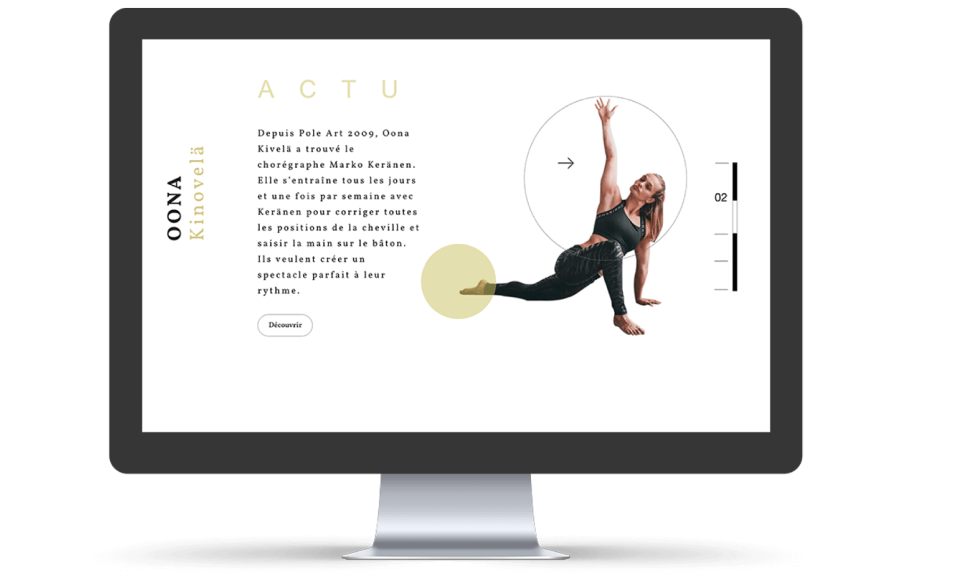 ACTU
OONA
Kinovelä
Depuis Pole Art 2009, Oona
Kivelä a trouvé le
chorégraphe Marko Keränen.
Elle s'entraîne tous les jours
et une fois par semaine avec
Keränen pour corriger toutes
les positions de la cheville et
saisir la main sur le bâton.
Ils veulent créer un
spectacle parfait à leur
rythme.
Découvrir
02